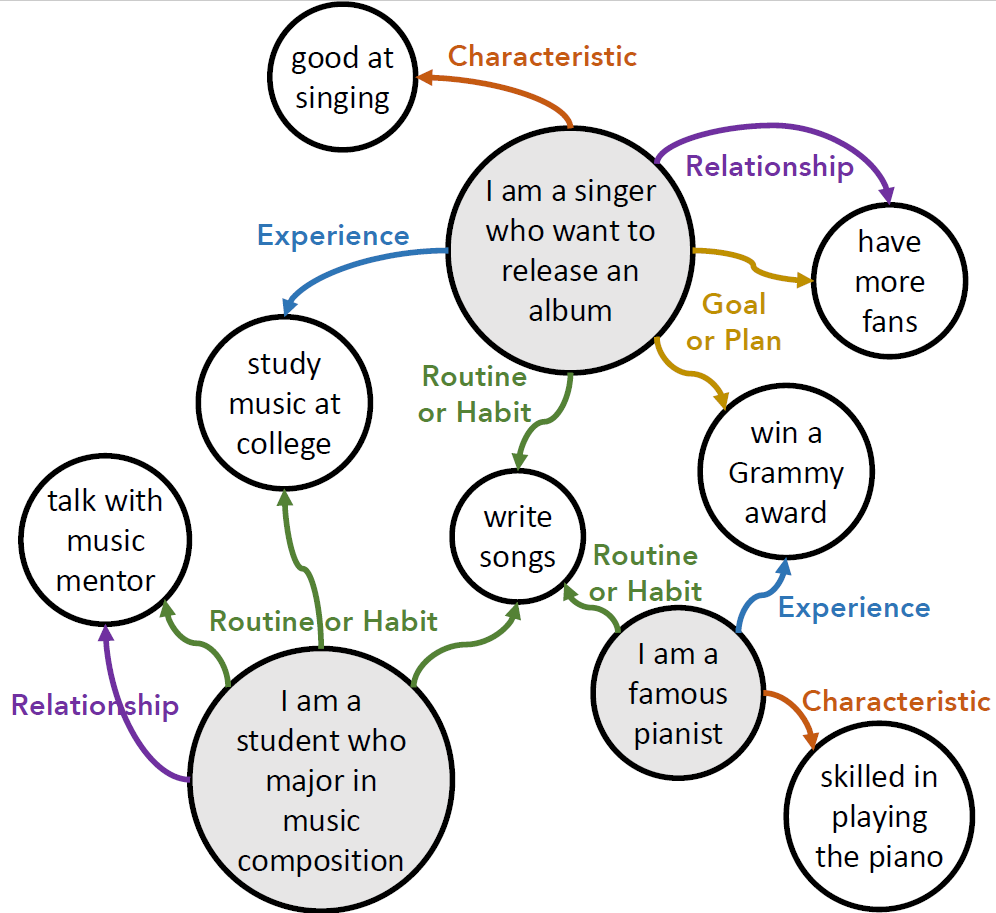 good at
singing
Characteristic
I am a singer
who want to
release an
album
Relationship
have
more
fans
Experience
Goal
or Plan
study
music at
college
Routine
or Habit
win a
Grammy
award
talk with
music
mentor
write
songs
Routine
or Habit
Experience
Routine or Habit
Relationship
I am a
student who
major in
music
composition
I am a
famous
pianist
Characteristic
skilled in
playing
the piano